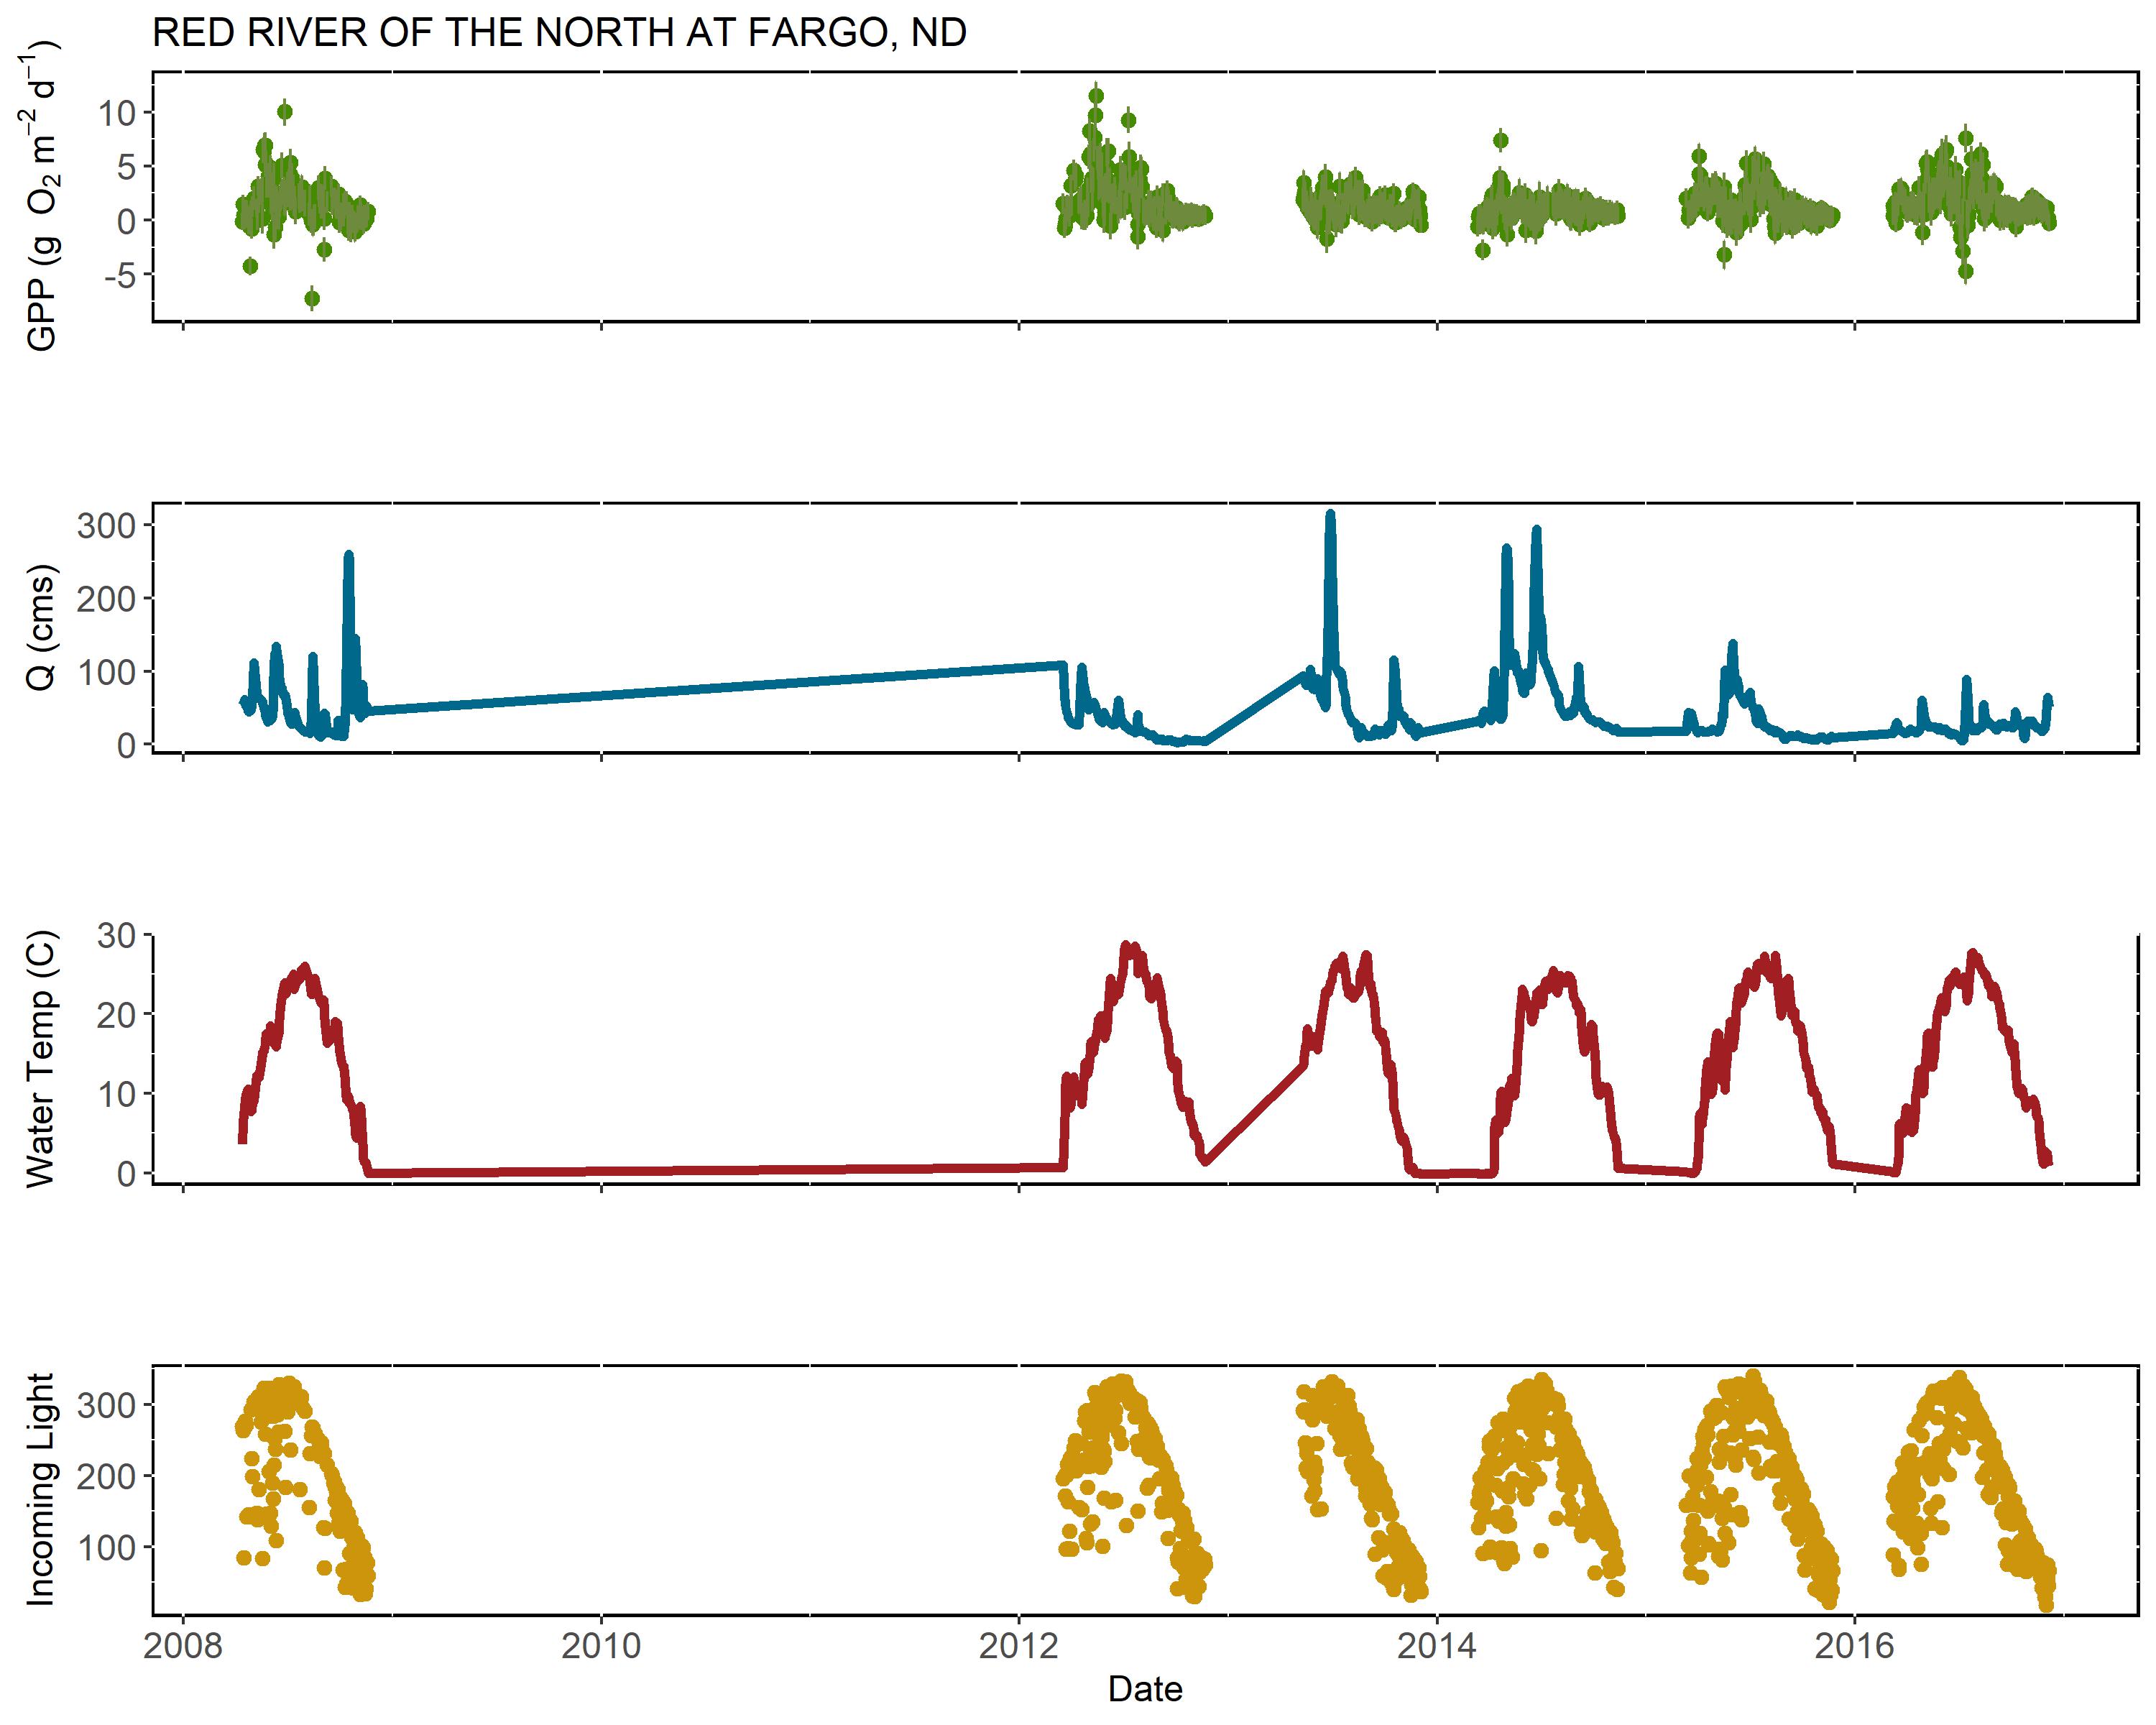 RED RIVER OF THE NORTH AT FARGO, ND
GPP (g O₂ m⁻² d⁻¹)
10
5
0
-5
Q (cms)
300
200
100
0
Water Temp (C)
30
20
10
0
Incoming Light
300
200
100
2008 2010 2012 2014 2016
Date